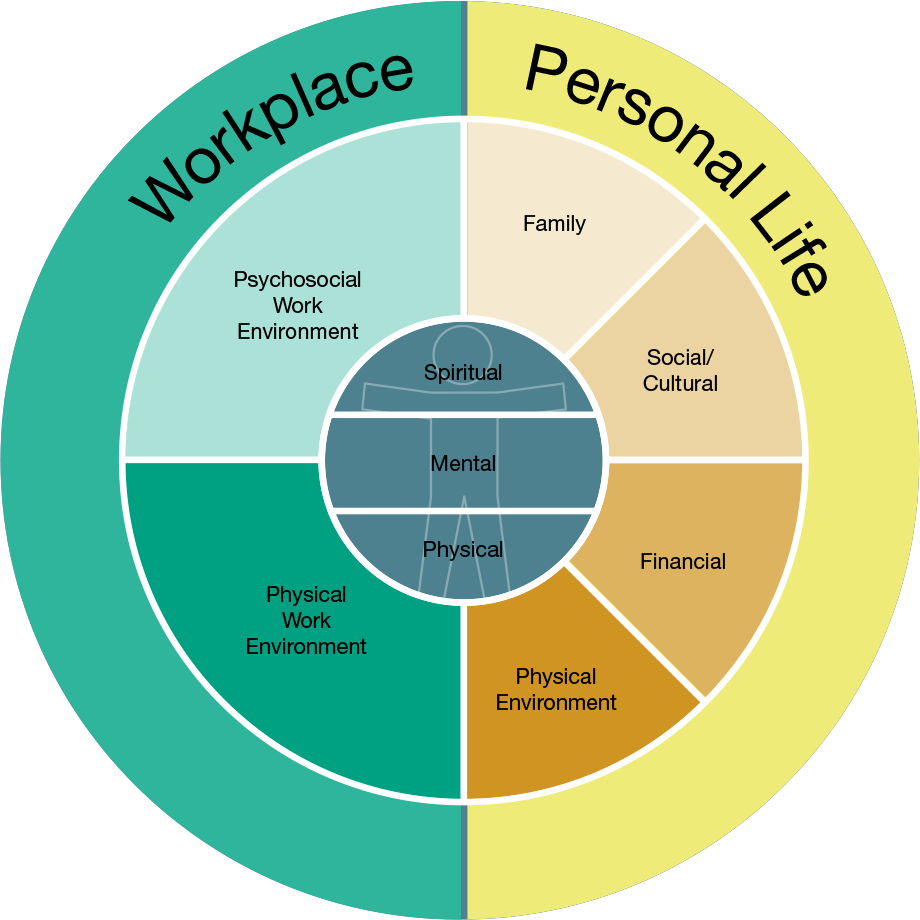 Workplace
Personal Life
Family
Psychosocial
Work
Environment
Social/
Cultural
Spiritual
Mental
Physical
Financial
Physical
Work
Environment
Physical
Environment